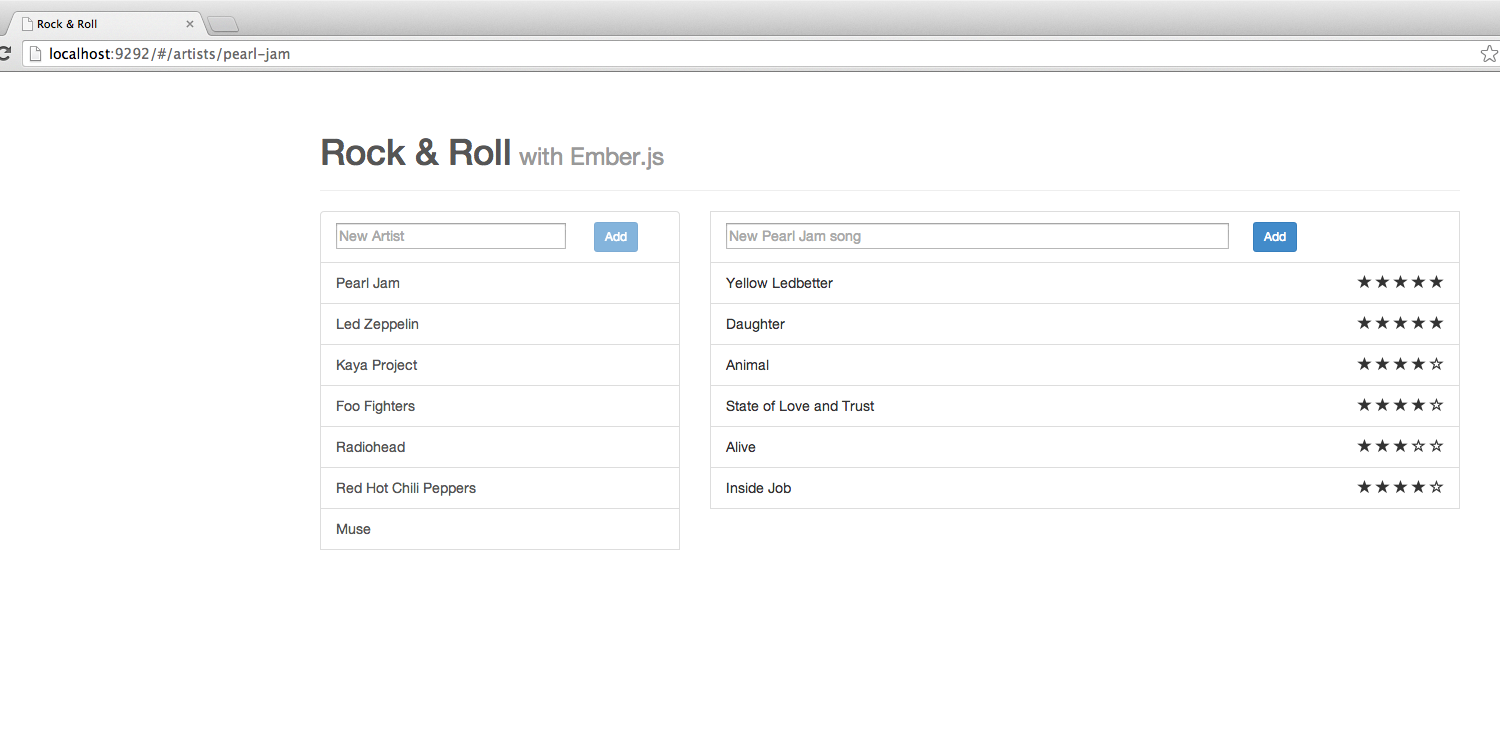 Rock & Roll
localhost:9292/#/artists/pearl-jam
Rock & Roll with Ember.js
New Artist Add
Pearl Jam
Led Zeppelin
Kaya Project
Foo Fighters
Radiohead
Red Hot Chili Peppers
Muse
New Pearl Jam song Add
Yellow Ledbetter ★★★★★
Daughter ★★★★★
Animal ★★★★☆
State of Love and Trust ★★★★☆
Alive ★★★☆☆
Inside Job ★★★★☆